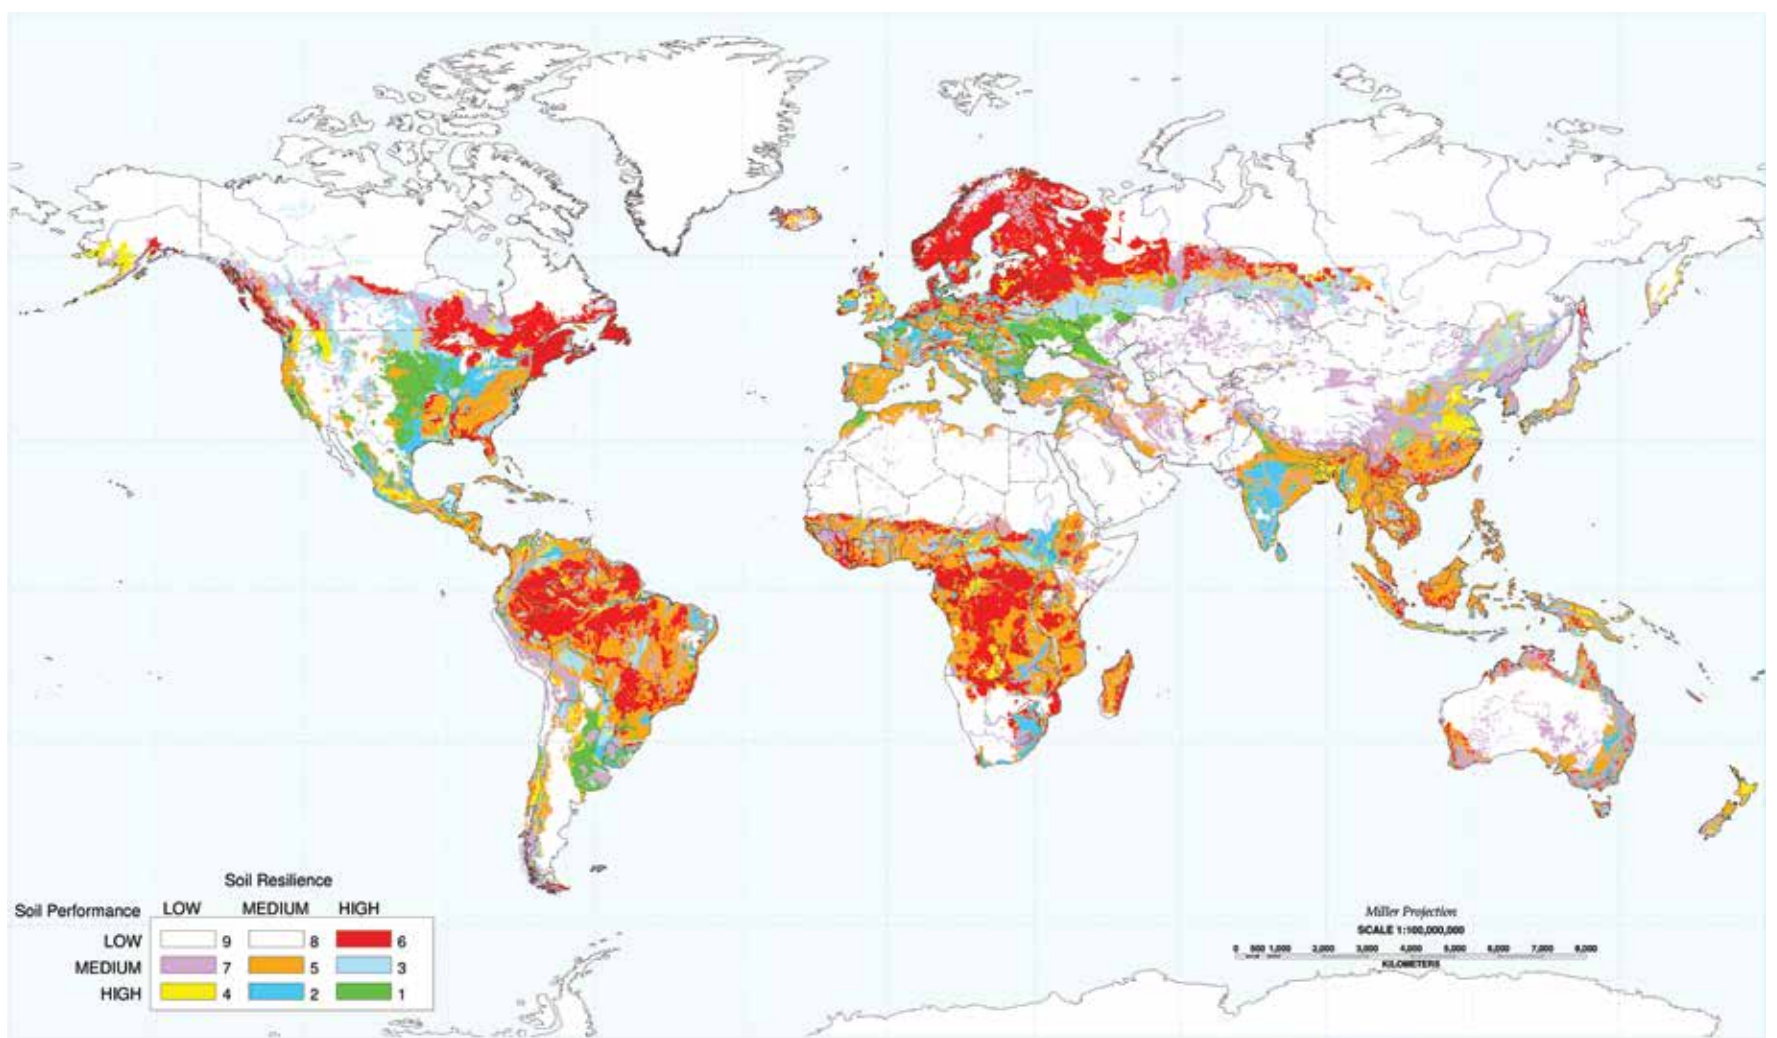 Soil Resilience
Soil Performance LOW MEDIUM HIGH
LOW 9 8 6
MEDIUM 7 5 3
HIGH 4 2 1
Miller Projection
SCALE 1:100,000,000
0 500 1,000 2,000 3,000 4,000 5,000 6,000 7,000 8,000
KILOMETERS